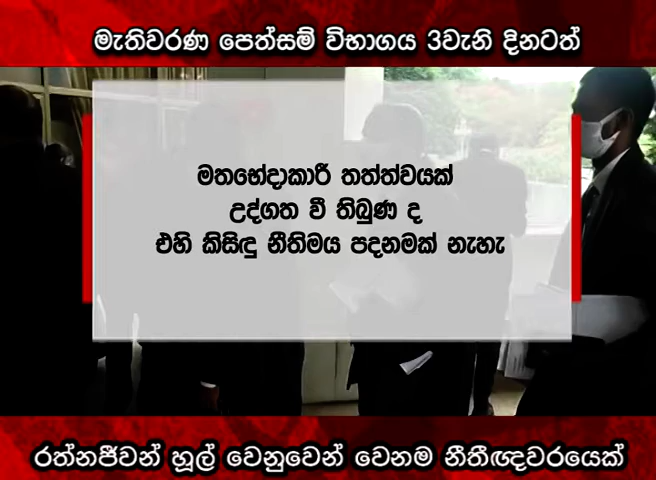 මැතිවරණ පෙත්සම් විභාගය 3වැනි දිනටත්
මතභේදාකාරී තත්ත්වයක්
උද්ගත වී තිබුණ ද
එහි කිසිඳු නීතිමය පදනමක් නැහැ
රත්නජීවන් හූල් වෙනුවෙන් වෙනම නීතීඥවරයෙක්